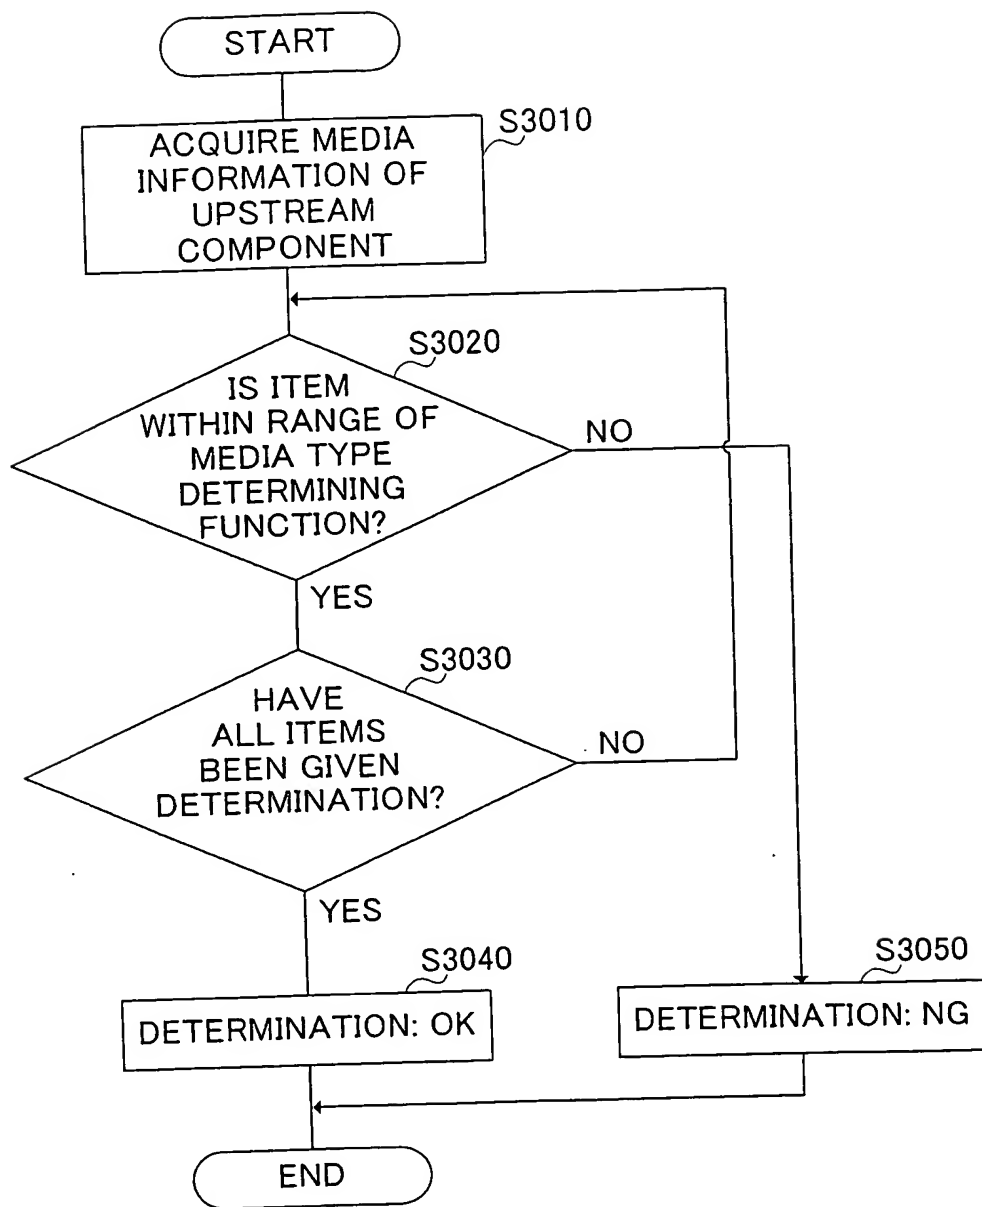 START
S3010
ACQUIRE MEDIA
INFORMATION OF
UPSTREAM
COMPONENT
S3020
IS ITEM
WITHIN RANGE OF
MEDIA TYPE
DETERMINING
FUNCTION?
NO
YES
S3030
HAVE
ALL ITEMS
BEEN GIVEN
DETERMINATION?
NO
YES
S3040
DETERMINATION: OK
S3050
DETERMINATION: NG
END